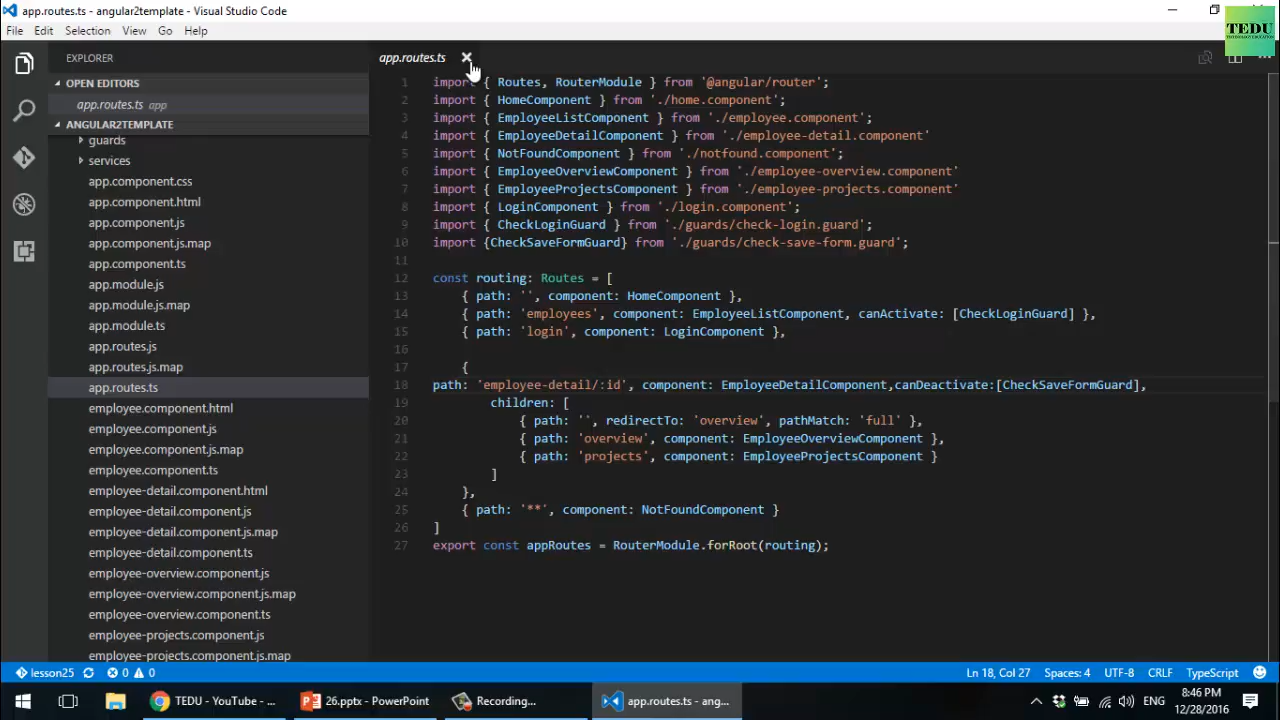 app.routes.ts - angular2template - Visual Studio Code
TEDU
File Edit Selection View Go Help
EXPLORER
OPEN EDITORS
app.routes.ts app
ANGULAR2TEMPLATE
guards
services
app.component.css
app.component.html
app.component.js
app.component.js.map
app.component.ts
app.module.js
app.module.js.map
app.module.ts
app.routes.js
app.routes.js.map
app.routes.ts
employee.component.html
employee.component.js
employee.component.js.map
employee.component.ts
employee-detail.component.html
employee-detail.component.js
employee-detail.component.js.map
employee-detail.component.ts
employee-overview.component.js
employee-overview.component.js.map
employee-overview.component.ts
employee-projects.component.js
employee-projects.component.js.map
app.routes.ts
1 import { Routes, RouterModule } from '@angular/router';
2 import { HomeComponent } from './home.component';
3 import { EmployeeListComponent } from './employee.component';
4 import { EmployeeDetailComponent } from './employee-detail.component'
5 import { NotFoundComponent } from './notfound.component';
6 import { EmployeeOverviewComponent } from './employee-overview.component'
7 import { EmployeeProjectsComponent } from './employee-projects.component'
8 import { LoginComponent } from './login.component';
9 import { CheckLoginGuard } from './guards/check-login.guard';
10 import {CheckSaveFormGuard} from './guards/check-save-form.guard';
11
12 const routing: Routes = [
13 { path: '', component: HomeComponent },
14 { path: 'employees', component: EmployeeListComponent, canActivate: [CheckLoginGuard] },
15 { path: 'login', component: LoginComponent },
16
17 {
18 path: 'employee-detail/:id', component: EmployeeDetailComponent,canDeactivate:[CheckSaveFormGuard],
19 children: [
20 { path: '', redirectTo: 'overview', pathMatch: 'full' },
21 { path: 'overview', component: EmployeeOverviewComponent },
22 { path: 'projects', component: EmployeeProjectsComponent }
23 ]
24 },
25 { path: '**', component: NotFoundComponent }
26 ]
27 export const appRoutes = RouterModule.forRoot(routing);
lesson25 0 0 Ln 18, Col 27 Spaces: 4 UTF-8 CRLF TypeScript
TEDU - YouTube - ... 26.pptx - PowerPoint Recording... app.routes.ts - ang... ENG 8:46 PM
12/28/2016